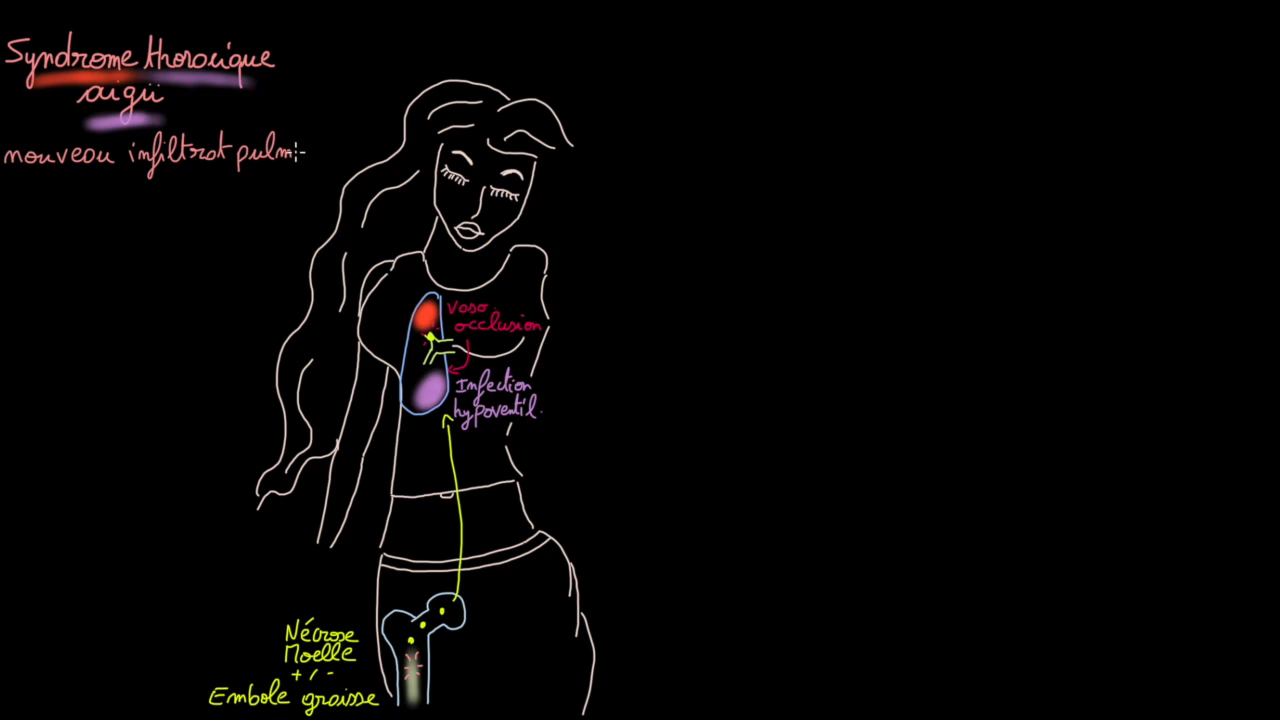 Syndrome thoracique
aigü
nouveau infiltrat pulm
Vaso.
occlusion
Infection
hypoventil.
Nécrose
Moelle
+/-
Embole graisse